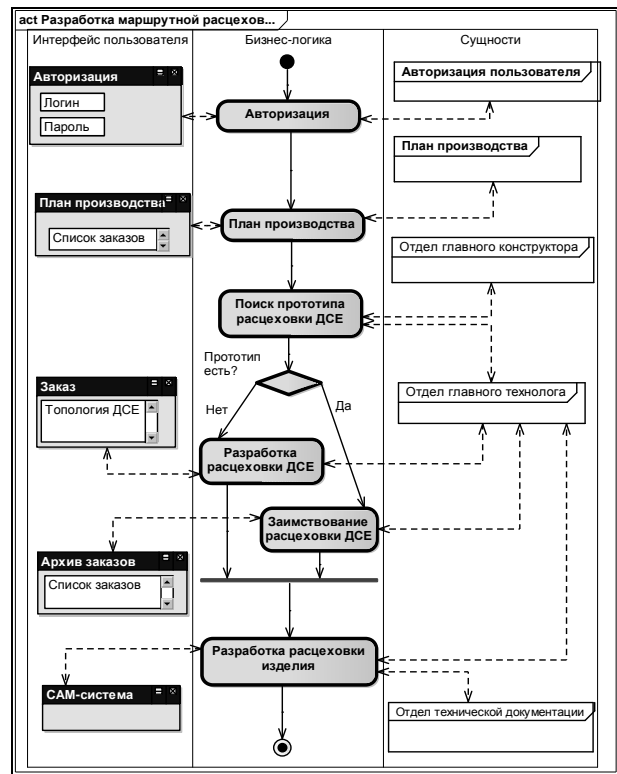 act Разработка маршрутной расцехов...
Интерфейс пользователя
Бизнес-логика
Сущности
Авторизация
Логин
Пароль
Авторизация
Авторизация пользователя
План производства
План производства
Список заказов
План производства
Отдел главного конструктора
Поиск прототипа
расцеховки ДСЕ
Прототип
есть?
Заказ
Топология ДСЕ
Нет
Да
Отдел главного технолога
Разработка
расцеховки ДСЕ
Заимствование
расцеховки ДСЕ
Архив заказов
Список заказов
Разработка расцеховки
изделия
CAM-система
Отдел технической документации